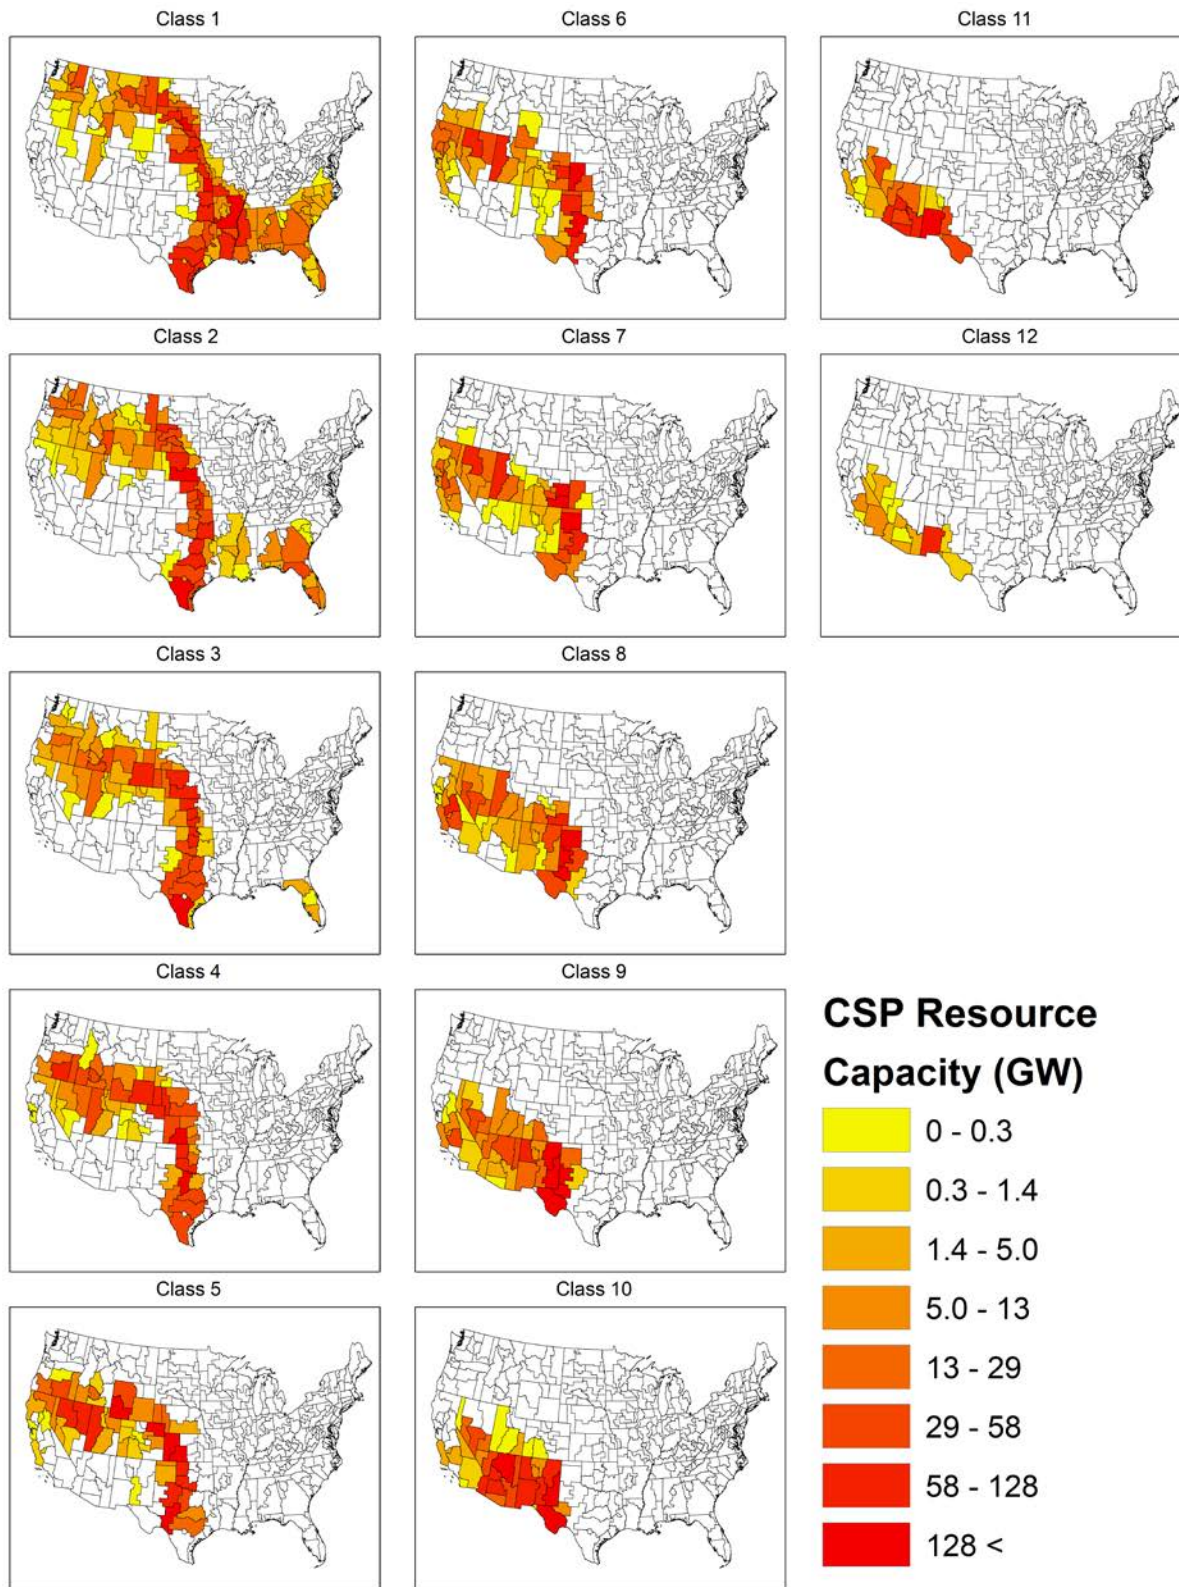 Class 1
Class 6
Class 11
Class 2
Class 7
Class 12
Class 3
Class 8
Class 4
Class 9
Class 5
Class 10
CSP Resource
Capacity (GW)
0 - 0.3
0.3 - 1.4
1.4 - 5.0
5.0 - 13
13 - 29
29 - 58
58 - 128
128 <